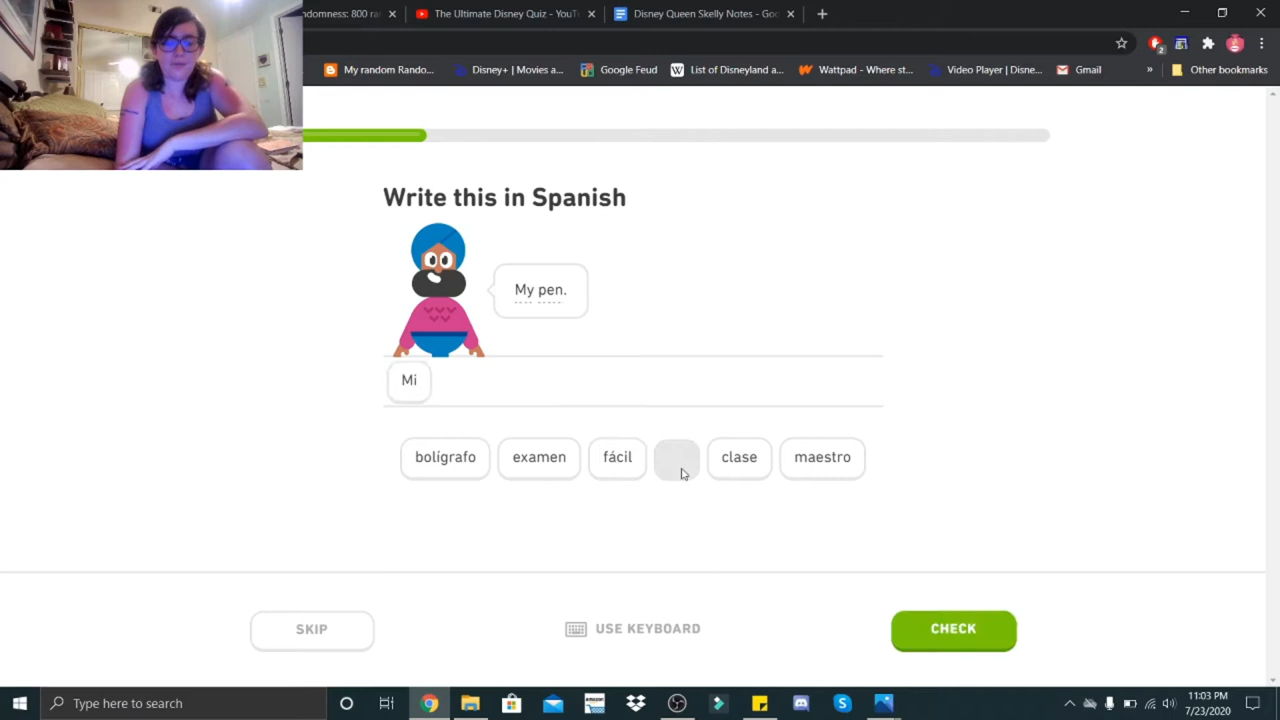 ndomness: 800 ra
The Ultimate Disney Quiz - YouT
Disney Queen Skelly Notes - Goo
My random Rando...
Disney+ | Movies a...
Google Feud
List of Disneyland a...
Wattpad - Where st...
Video Player | Disne...
Gmail
Other bookmarks
Write this in Spanish
My pen.
Mi
bolígrafo examen fácil clase maestro
SKIP
USE KEYBOARD
CHECK
Type here to search
11:03 PM
7/23/2020